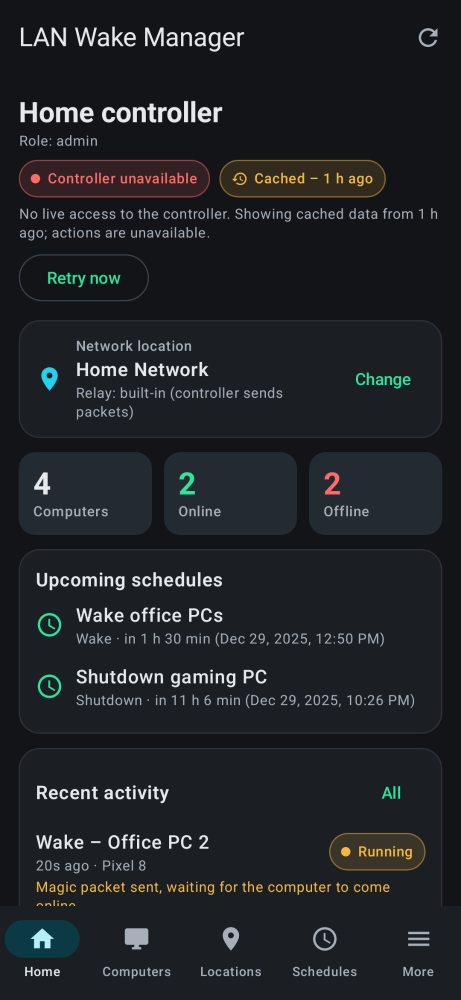 LAN Wake Manager
Home controller
Role: admin
Controller unavailable
Cached – 1 h ago
No live access to the controller. Showing cached data from 1 h
ago; actions are unavailable.
Retry now
Network location
Home Network
Relay: built-in (controller sends
packets)
Change
4
Computers
2
Online
2
Offline
Upcoming schedules
Wake office PCs
Wake · in 1 h 30 min (Dec 29, 2025, 12:50 PM)
Shutdown gaming PC
Shutdown · in 11 h 6 min (Dec 29, 2025, 10:26 PM)
Recent activity
All
Wake – Office PC 2
20s ago · Pixel 8
Running
Magic packet sent, waiting for the computer to come
online
Home
Computers
Locations
Schedules
More